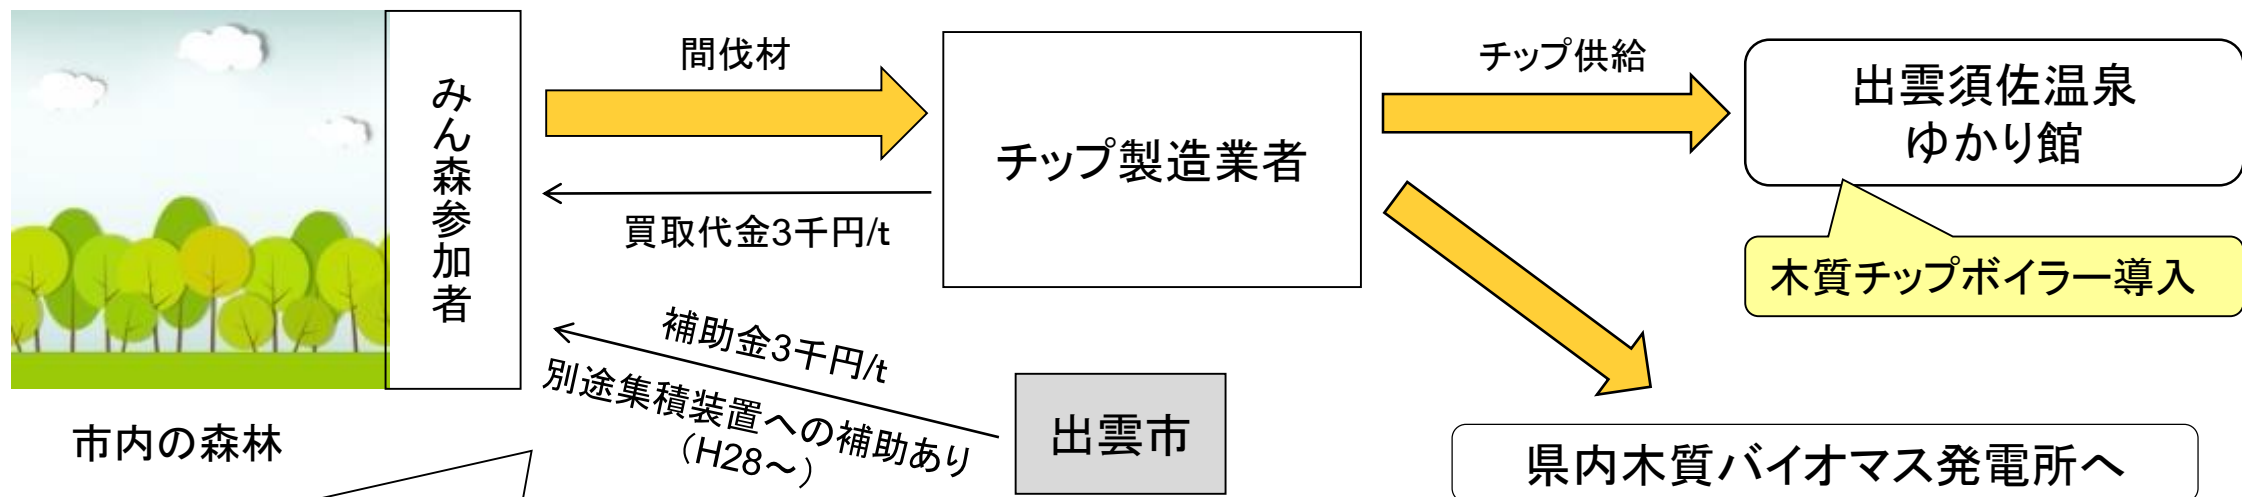 みん森参加者
間伐材
チップ製造業者
チップ供給
出雲須佐温泉
ゆかり館
買取代金3千円/t
木質チップボイラー導入
補助金3千円/t
別途集積装置への補助あり
(H28~)
出雲市
市内の森林
県内木質バイオマス発電所へ